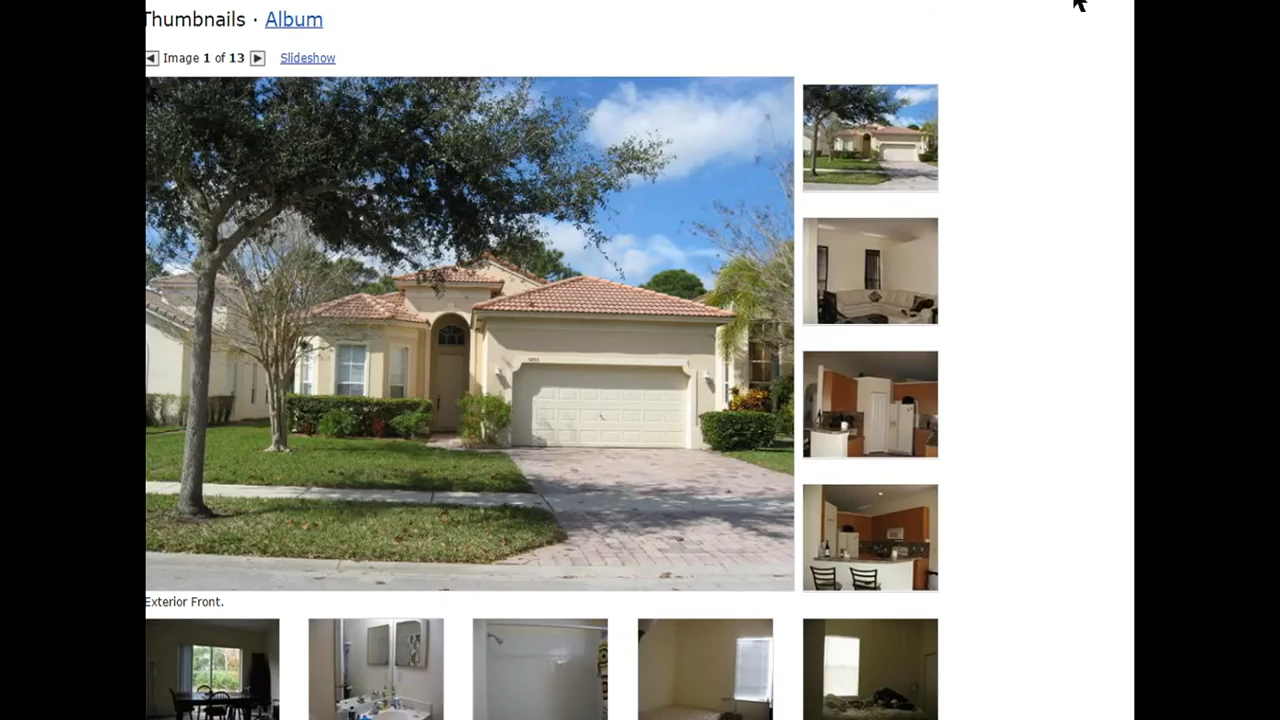 Thumbnails · Album
Image 1 of 13 Slideshow
Exterior Front.